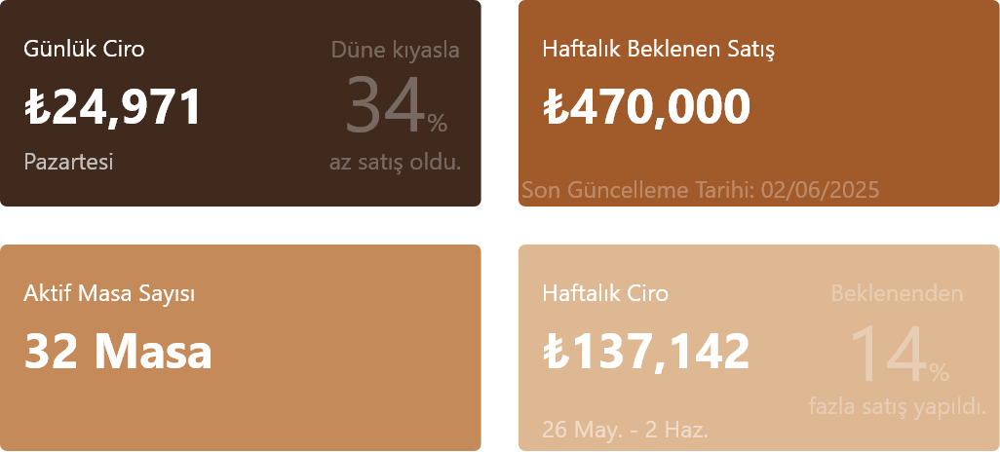 Günlük Ciro
₺24,971
Pazartesi
Düne kıyasla
34%
az satış oldu.
Haftalık Beklenen Satış
₺470,000
Son Güncelleme Tarihi: 02/06/2025
Aktif Masa Sayısı
32 Masa
Haftalık Ciro
₺137,142
26 May. - 2 Haz.
Beklenenden
14%
fazla satış yapıldı.